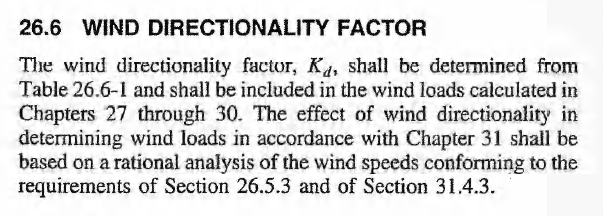 26.6 WIND DIRECTIONALITY FACTOR
The wind directionality factor, K_d, shall be determined from
Table 26.6-1 and shall be included in the wind loads calculated in
Chapters 27 through 30. The effect of wind directionality in
determining wind loads in accordance with Chapter 31 shall be
based on a rational analysis of the wind speeds conforming to the
requirements of Section 26.5.3 and of Section 31.4.3.